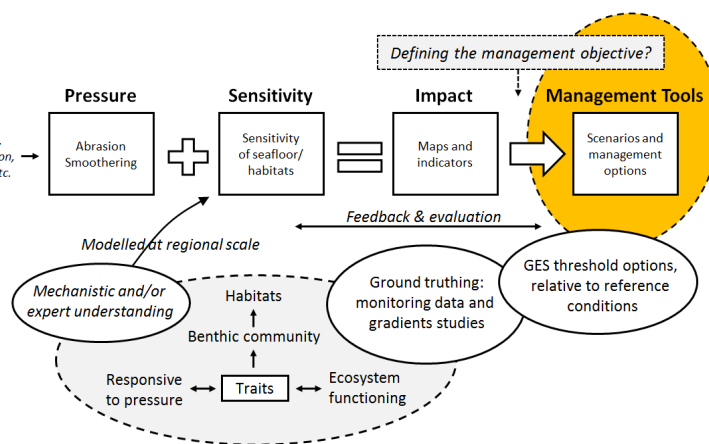 Defining the management objective?
Pressure
Sensitivity
Impact
Management Tools
Abrasion
Smoothering
Sensitivity
of seafloor/
habitats
Maps and
indicators
Scenarios and
management
options
tc.
Feedback & evaluation
Modelled at regional scale
Mechanistic and/or
expert understanding
Ground truthing:
monitoring data and
gradients studies
GES threshold options,
relative to reference
conditions
Habitats
Benthic community
Responsive
to pressure
Traits
Ecosystem
functioning